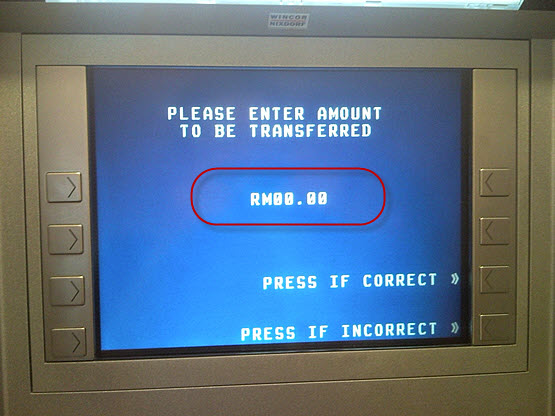 WINCOR
NIXDORF
PLEASE ENTER AMOUNT
TO BE TRANSFERRED
RM00.00
PRESS IF CORRECT »
PRESS IF INCORRECT »